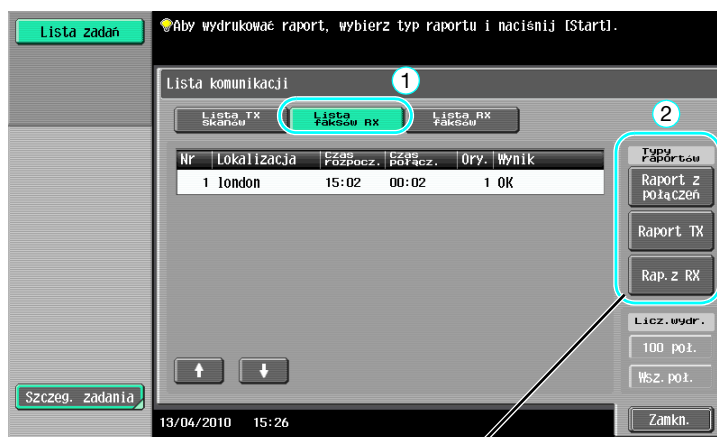 Lista zadań
Aby wydrukować raport, wybierz typ raportu i naciśnij [Start].
Lista komunikacji
1
Lista TX
skanów
Lista
faksów RX
Lista RX
faksów
2
Nr Lokalizacja Czas rozpocz. Czas połącz. Ory. Wynik
1 london 15:02 00:02 1 OK
Typy
raportów
Raport z
połączeń
Raport TX
Rap. z RX
Licz.wydr.
100 poł.
Wsz. poł.
Szczeg. zadania
13/04/2010 15:26
Zamkn.